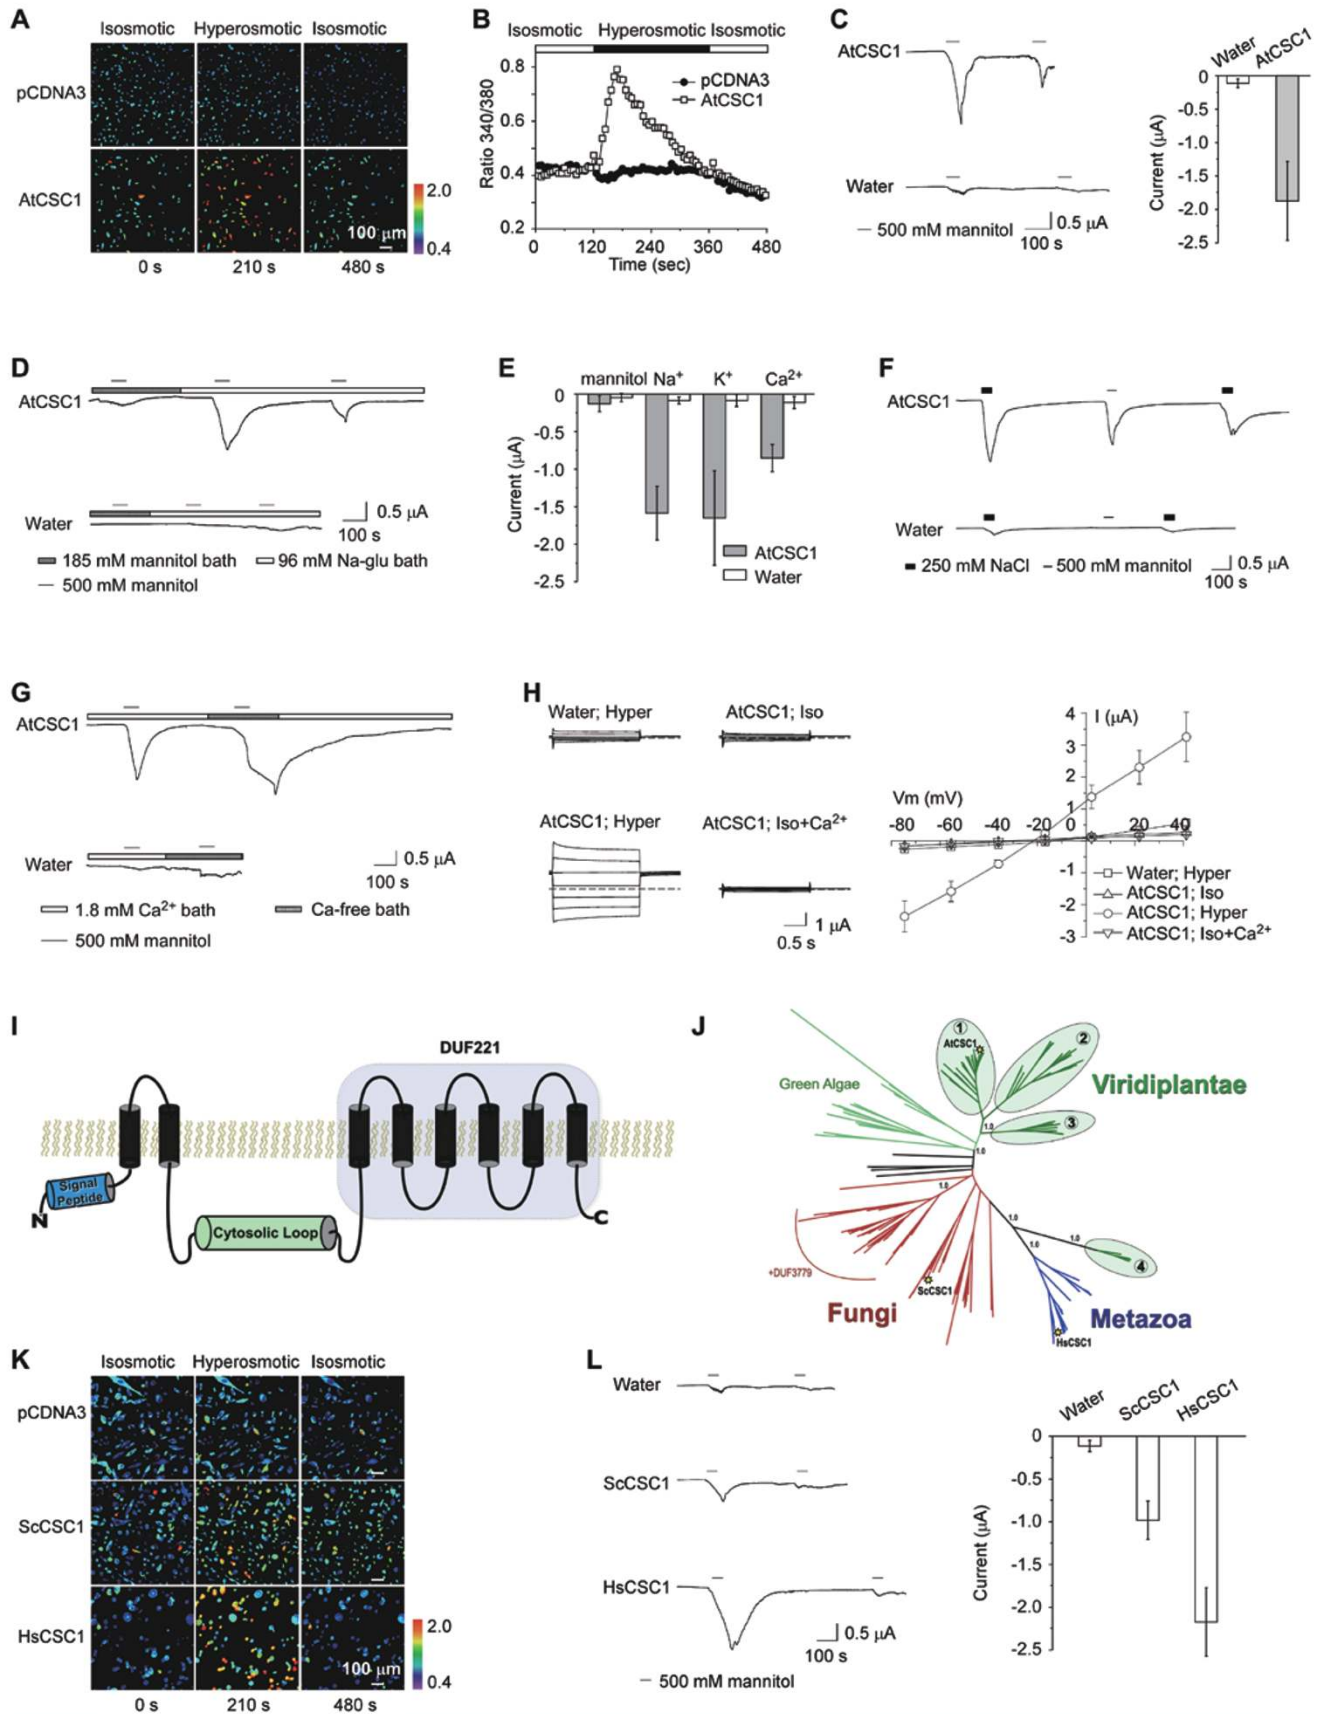 A
Isosmotic Hyperosmotic Isosmotic
pCDNA3
AtCSC1
100 μm
2.0
0.4
0 s 210 s 480 s
B
Isosmotic Hyperosmotic Isosmotic
Ratio 340/380
0.8
0.6
0.4
0.2
pCDNA3
AtCSC1
0 120 240 360 480
Time (sec)
C
AtCSC1
Water
500 mM mannitol
0.5 μA
100 s
Water AtCSC1
Current (μA)
0
-0.5
-1.0
-1.5
-2.0
-2.5
D
AtCSC1
Water
0.5 μA
100 s
185 mM mannitol bath 96 mM Na-glu bath
500 mM mannitol
E
mannitol Na⁺ K⁺ Ca²⁺
Current (μA)
0
-0.5
-1.0
-1.5
-2.0
-2.5
AtCSC1
Water
F
AtCSC1
Water
250 mM NaCl 500 mM mannitol
0.5 μA
100 s
G
AtCSC1
Water
0.5 μA
100 s
1.8 mM Ca²⁺ bath Ca-free bath
500 mM mannitol
H
Water; Hyper AtCSC1; Iso
AtCSC1; Hyper AtCSC1; Iso+Ca²⁺
1 μA
0.5 s
I (μA)
Vm (mV)
4
3
2
1
-80 -60 -40 -20 0 20 40
-1
-2
-3
Water; Hyper
AtCSC1; Iso
AtCSC1; Hyper
AtCSC1; Iso+Ca²⁺
I
DUF221
Signal
Peptide
N
Cytosolic Loop
C
J
1
AtCSC1
2
Green Algae
Viridiplantae
3
1.0
1.0
1.0
1.0
1.0
1.0
4
+DUF3779
ScCSC1
Fungi
Metazoa
HsCSC1
K
Isosmotic Hyperosmotic Isosmotic
pCDNA3
ScCSC1
HsCSC1
100 μm
2.0
0.4
0 s 210 s 480 s
L
Water
ScCSC1
HsCSC1
0.5 μA
100 s
500 mM mannitol
Water ScCSC1 HsCSC1
Current (μA)
0
-0.5
-1.0
-1.5
-2.0
-2.5